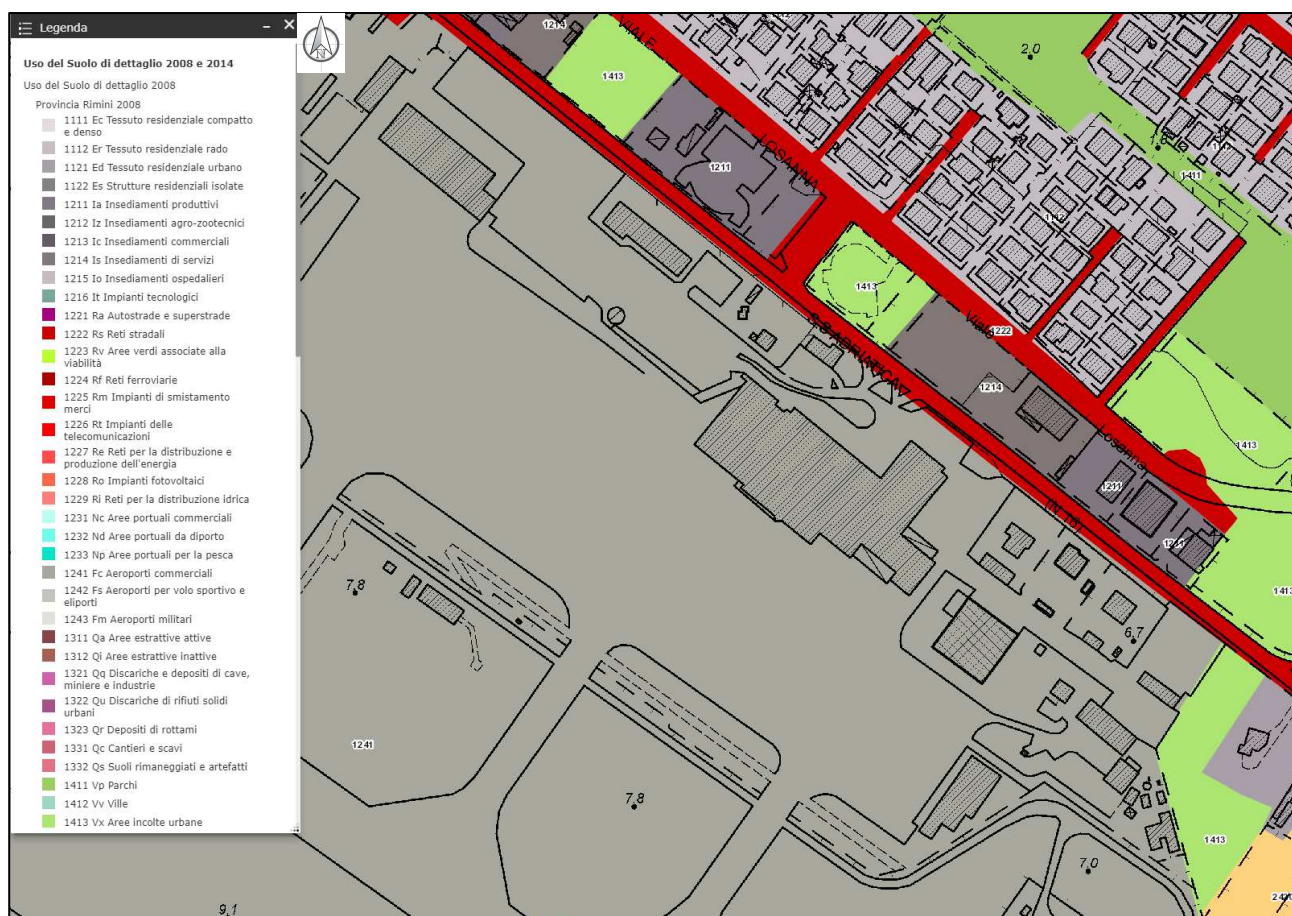 Legenda
Uso del Suolo di dettaglio 2008 e 2014
Uso del Suolo di dettaglio 2008
Provincia Rimini 2008
1111 Ec Tessuto residenziale compatto
e denso
1112 Er Tessuto residenziale rado
1121 Ed Tessuto residenziale urbano
1122 Es Strutture residenziali isolate
1211 Ia Insediamenti produttivi
1212 Iz Insediamenti agro-zootecnici
1213 Ic Insediamenti commerciali
1214 Is Insediamenti di servizi
1215 Io Insediamenti ospedalieri
1216 It Impianti tecnologici
1221 Ra Autostrade e superstrade
1222 Rs Reti stradali
1223 Rv Aree verdi associate alla
viabilità
1224 Rf Reti ferroviarie
1225 Rm Impianti di smistamento
merci
1226 Rt Impianti delle
telecomunicazioni
1227 Re Reti per la distribuzione e
produzione dell'energia
1228 Ro Impianti fotovoltaici
1229 Ri Reti per la distribuzione idrica
1231 Nc Aree portuali commerciali
1232 Nd Aree portuali da diporto
1233 Np Aree portuali per la pesca
1241 Fc Aeroporti commerciali
1242 Fs Aeroporti per volo sportivo e
eliporti
1243 Fm Aeroporti militari
1311 Qa Aree estrattive attive
1312 Qi Aree estrattive inattive
1321 Qq Discariche e depositi di cave,
miniere e industrie
1322 Qu Discariche di rifiuti solidi
urbani
1323 Qr Depositi di rottami
1331 Qc Cantieri e scavi
1332 Qs Suoli rimaneggiati e artefatti
1411 Vp Parchi
1412 Vv Ville
1413 Vx Aree incolte urbane
N
1214
VIALE
2,0
1413
LOSANNA
1211
1,6
1411
1413
Viale
1222
S.S ADRIATICA
1214
1413
Losanna
1211
(N 16)
7,8
1413
6,7
1241
7,8
1413
7,0
9,1